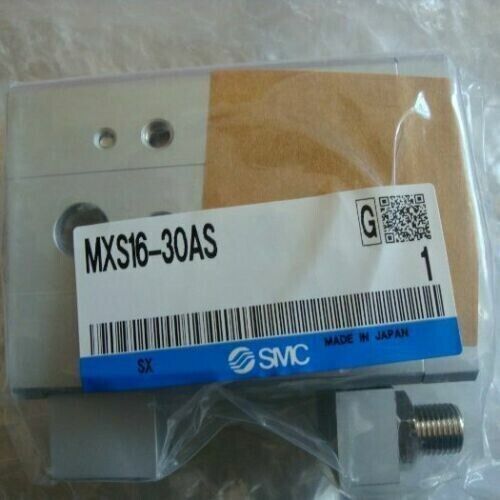 MXS16-30AS
G
1
SX
SMC
MADE IN JAPAN